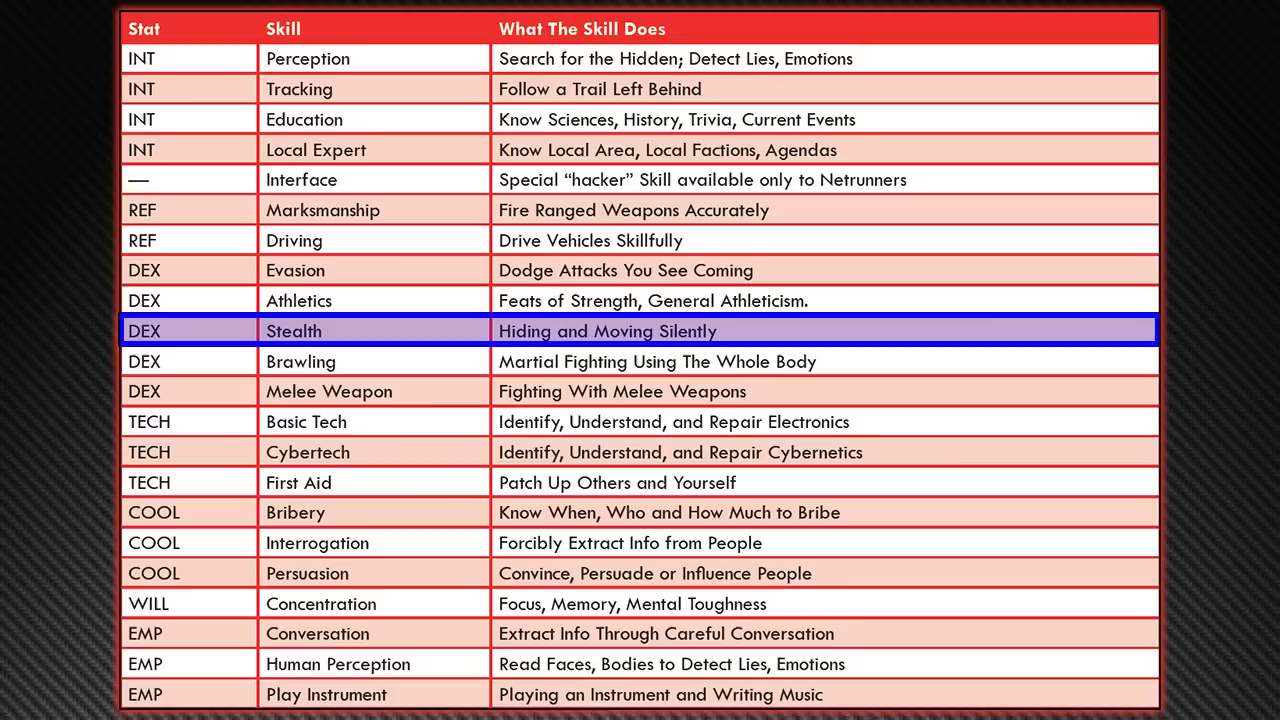 Stat Skill What The Skill Does
INT Perception Search for the Hidden; Detect Lies, Emotions
INT Tracking Follow a Trail Left Behind
INT Education Know Sciences, History, Trivia, Current Events
INT Local Expert Know Local Area, Local Factions, Agendas
— Interface Special “hacker” Skill available only to Netrunners
REF Marksmanship Fire Ranged Weapons Accurately
REF Driving Drive Vehicles Skillfully
DEX Evasion Dodge Attacks You See Coming
DEX Athletics Feats of Strength, General Athleticism.
DEX Stealth Hiding and Moving Silently
DEX Brawling Martial Fighting Using The Whole Body
DEX Melee Weapon Fighting With Melee Weapons
TECH Basic Tech Identify, Understand, and Repair Electronics
TECH Cybertech Identify, Understand, and Repair Cybernetics
TECH First Aid Patch Up Others and Yourself
COOL Bribery Know When, Who and How Much to Bribe
COOL Interrogation Forcibly Extract Info from People
COOL Persuasion Convince, Persuade or Influence People
WILL Concentration Focus, Memory, Mental Toughness
EMP Conversation Extract Info Through Careful Conversation
EMP Human Perception Read Faces, Bodies to Detect Lies, Emotions
EMP Play Instrument Playing an Instrument and Writing Music